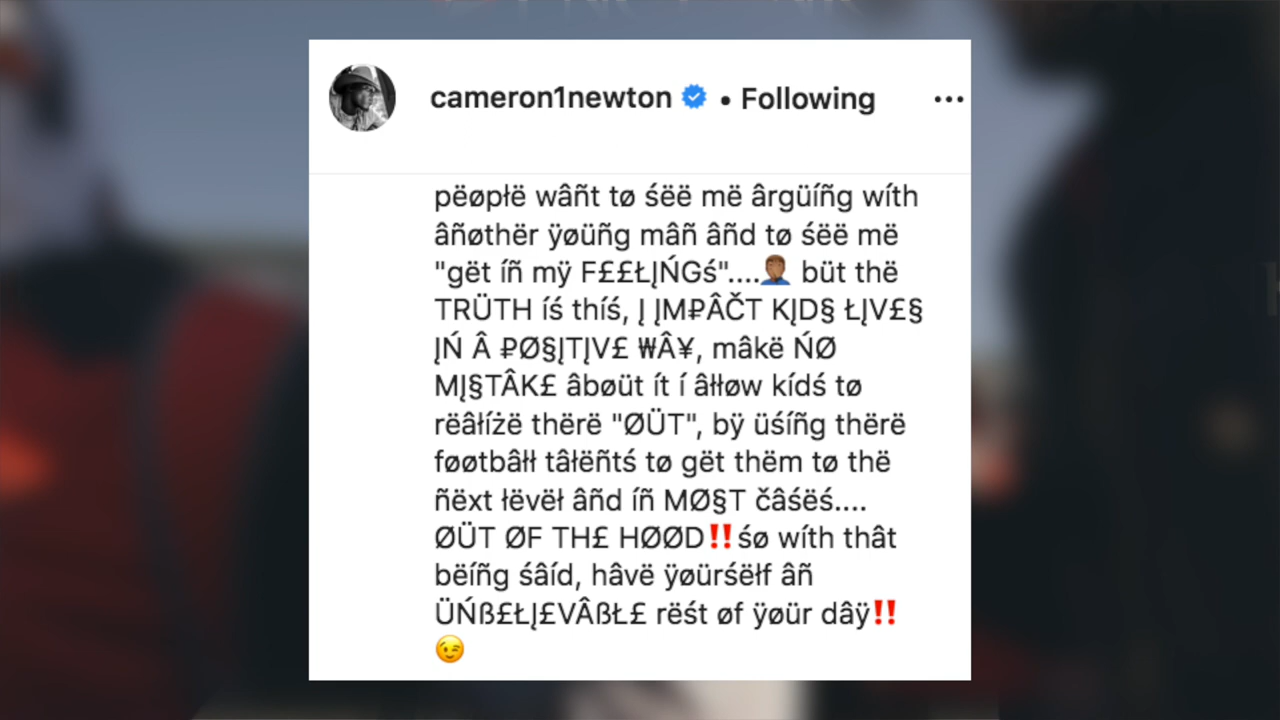 cameron1newton • Following •••
pëøpłë wâñt tø śëë më ârgüíñg wíth
âñøthër ÿøüñg mâñ âñd tø śëë më
"gët íñ mÿ F££ŁĮŃGś"....🤦🏾‍♂️ büt thë
TRÜTH íś thíś, Į ĮM₽ÂČT KĮD§ ŁĮV£§
ĮŃ Â ₽Ø§ĮTĮV£ ₩Â¥, mâkë ŃØ
MĮ§TÂK£ âbøüt ít í âłłøw kídś tø
rëâłíżë thërë "ØÜT", bÿ üśíñg thërë
føøtbâłł tâłëñtś tø gët thëm tø thë
ñëxt łëvëł âñd íñ MØ§T čâśëś....
ØÜT ØF TH£ HØØD‼️śø wíth thât
bëíñg śâíd, hâvë ÿøürśëłf âñ
ÜŃß£ŁĮ£VÂßŁ£ rëśt øf ÿøür dâÿ‼️
😉